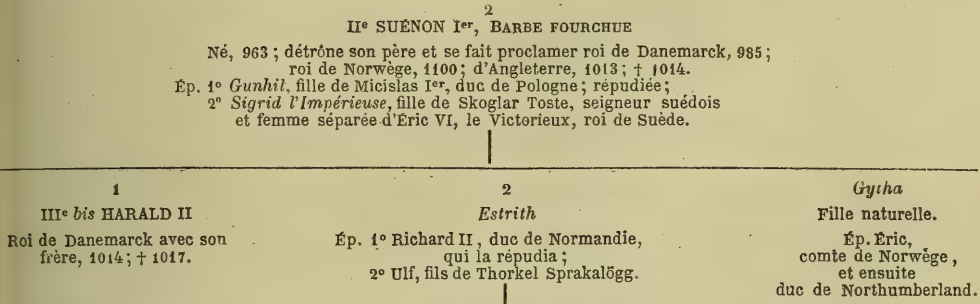 2
IIe SUÉNON Ier, BARBE FOURCHUE
Né, 963 ; détrône son père et se fait proclamer roi de Danemarck, 985 ;
roi de Norwège, 1100 ; d'Angleterre, 1013 ; † 1014.
Ép. 1º Gunhil, fille de Micislas Ier, duc de Pologne ; répudiée ;
2º Sigrid l'Impérieuse, fille de Skoglar Toste, seigneur suédois
et femme séparée d'Éric VI, le Victorieux, roi de Suède.
1
IIIe bis HARALD II
Roi de Danemarck avec son
frère, 1014 ; † 1017.
2
Estrith
Ép. 1º Richard II, duc de Normandie,
qui la répudia ;
2º Ulf, fils de Thorkel Sprakalögg.
Gytha
Fille naturelle.
Ép. Éric,
comte de Norwège,
et ensuite
duc de Northumberland.